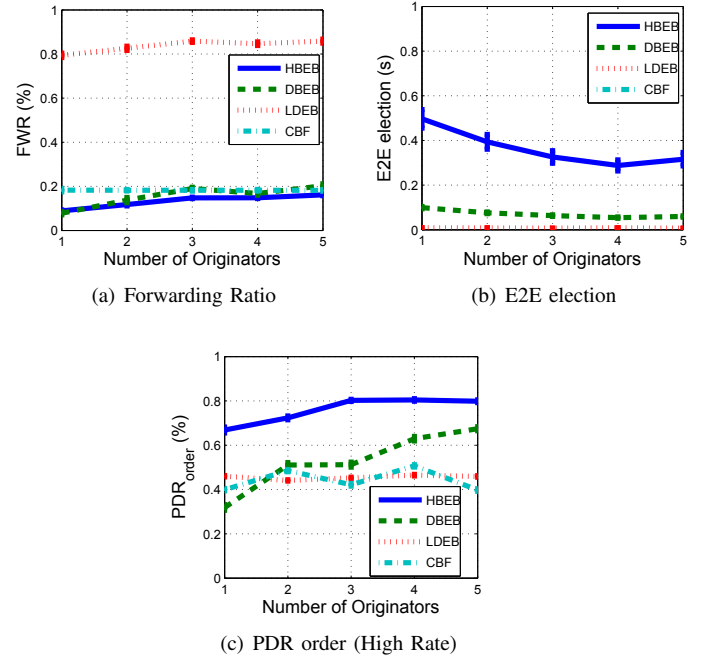 1
0.8
0.6
0.4
0.2
0
FWR (%)
HBEB
DBEB
LDEB
CBF
1 2 3 4 5
Number of Originators
(a) Forwarding Ratio
1
0.8
0.6
0.4
0.2
0
E2E election (s)
HBEB
DBEB
LDEB
CBF
1 2 3 4 5
Number of Originators
(b) E2E election
1
0.8
0.6
0.4
0.2
0
PDRorder (%)
HBEB
DBEB
LDEB
CBF
1 2 3 4 5
Number of Originators
(c) PDR order (High Rate)